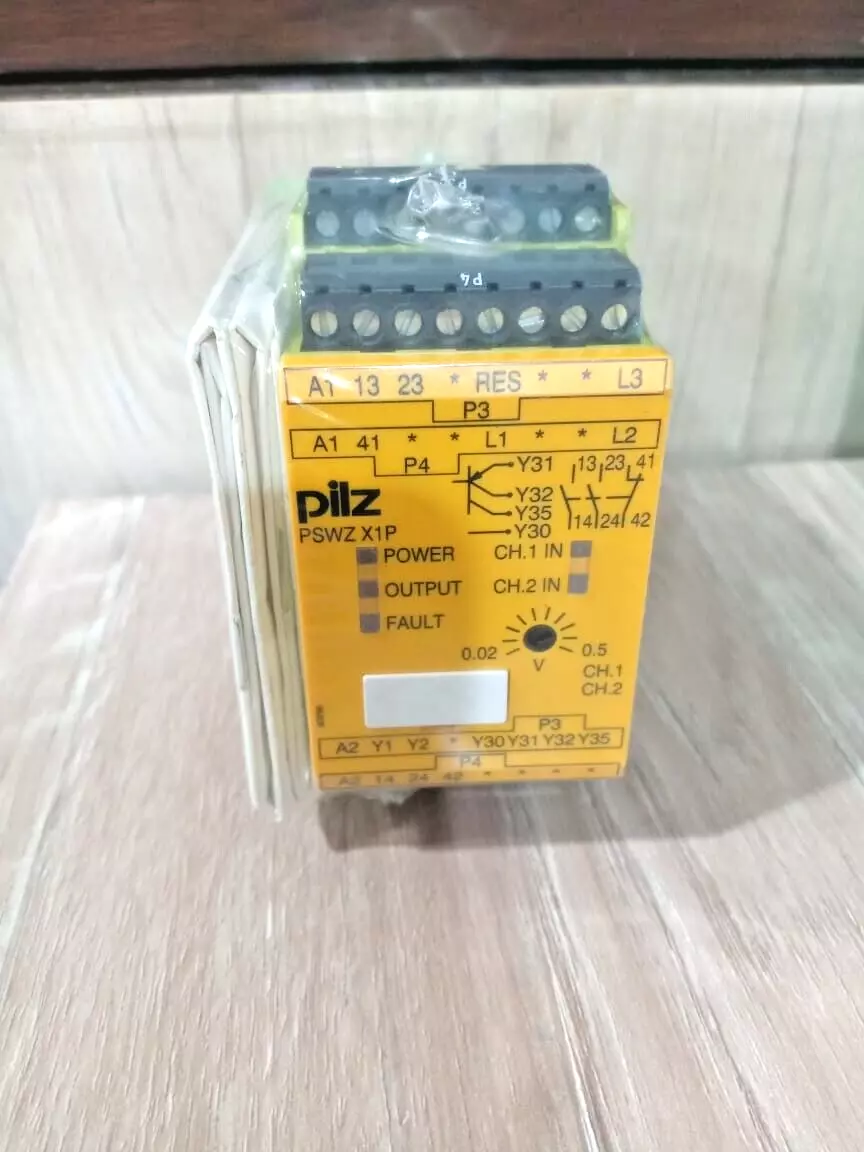 P4
A1 13 23 * RES * * L3
P3
A1 41 * * L1 * * L2
P4
Y31
13 23 41
pilz
Y32
Y35
14 24 42
PSWZ X1P
Y30
POWER
CH.1 IN
OUTPUT
CH.2 IN
FAULT
0.02
0.5
V
CH.1
CH.2
P3
A2 Y1 Y2 * Y30 Y31 Y32 Y35
P4
A2 14 24 42 * * * *